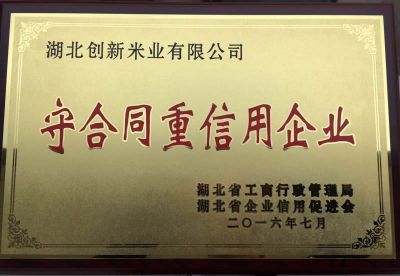 湖北创新米业有限公司
守合同重信用企业
湖北省工商行政管理局
湖北省企业信用促进会
二〇一六年七月